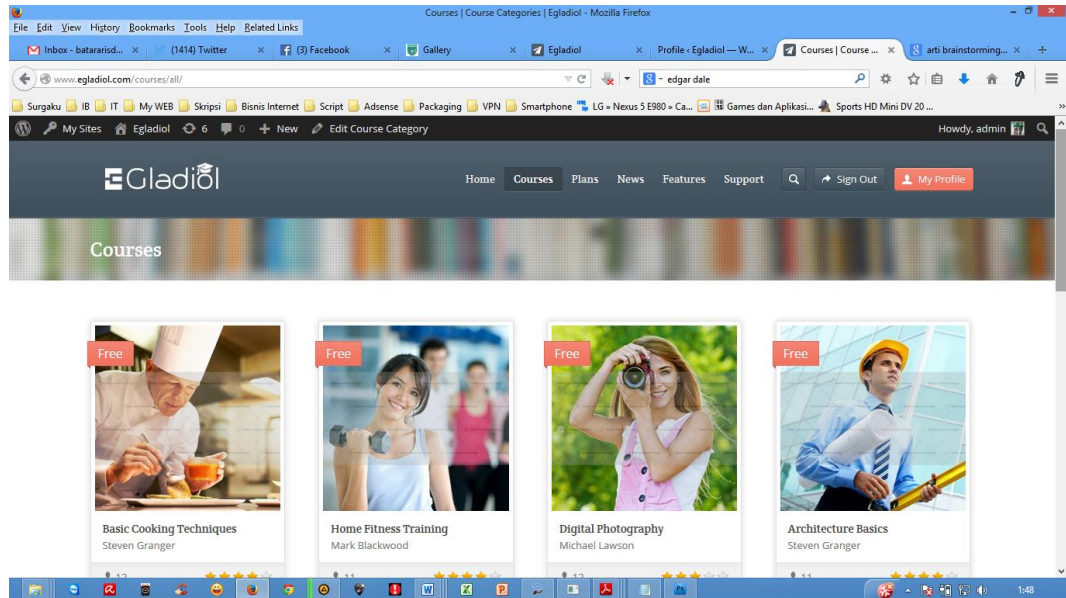 Courses | Course Categories | Egladiol - Mozilla Firefox
File Edit View History Bookmarks Tools Help Related Links
Inbox - batararisd... × (1414) Twitter × (3) Facebook × Gallery × Egladiol × Profile ‹ Egladiol — W... × Courses | Course ... × arti brainstorming... × +
www.egladiol.com/courses/all/ edgar dale
Surgaku IB IT My WEB Skripsi Bisnis Internet Script Adsense Packaging VPN Smartphone LG » Nexus 5 E980 » Ca... Games dan Aplikasi... Sports HD Mini DV 20 ... »
My Sites Egladiol 6 0 + New Edit Course Category Howdy, admin
EGladiol
Home Courses Plans News Features Support Sign Out My Profile
Courses
Free Free Free Free
Basic Cooking Techniques Home Fitness Training Digital Photography Architecture Basics
Steven Granger Mark Blackwood Michael Lawson Steven Granger
1:48